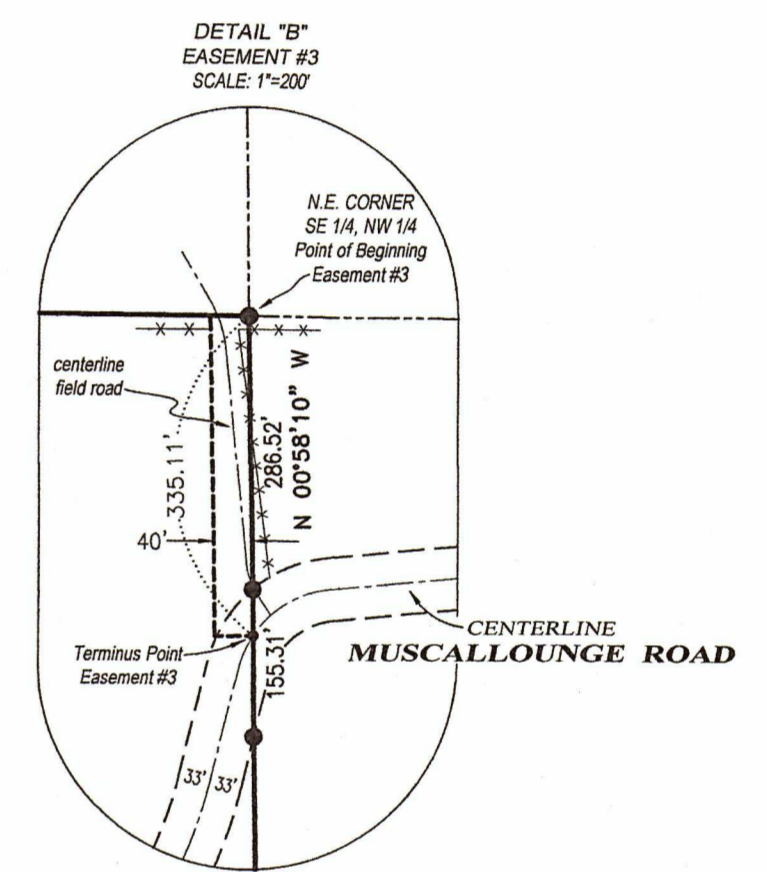 DETAIL "B"
EASEMENT #3
SCALE: 1"=200'
N.E. CORNER
SE 1/4, NW 1/4
Point of Beginning
Easement #3
centerline
field road
335.11'
286.52'
N 00°58'10" W
40'
CENTERLINE
MUSCALLOUNGE ROAD
Terminus Point
Easement #3
155.31'
33'
33'